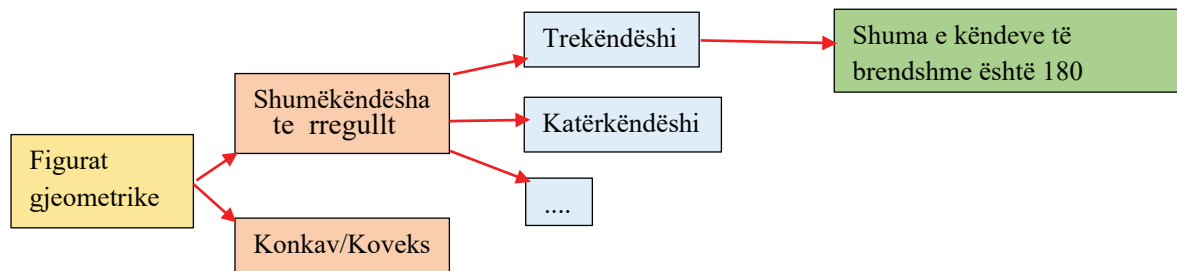 Figurat
gjeometrike
Shumëkëndësha
te rregullt
Konkav/Koveks
Trekëndëshi
Katërkëndëshi
....
Shuma e këndeve të
brendshme është 180